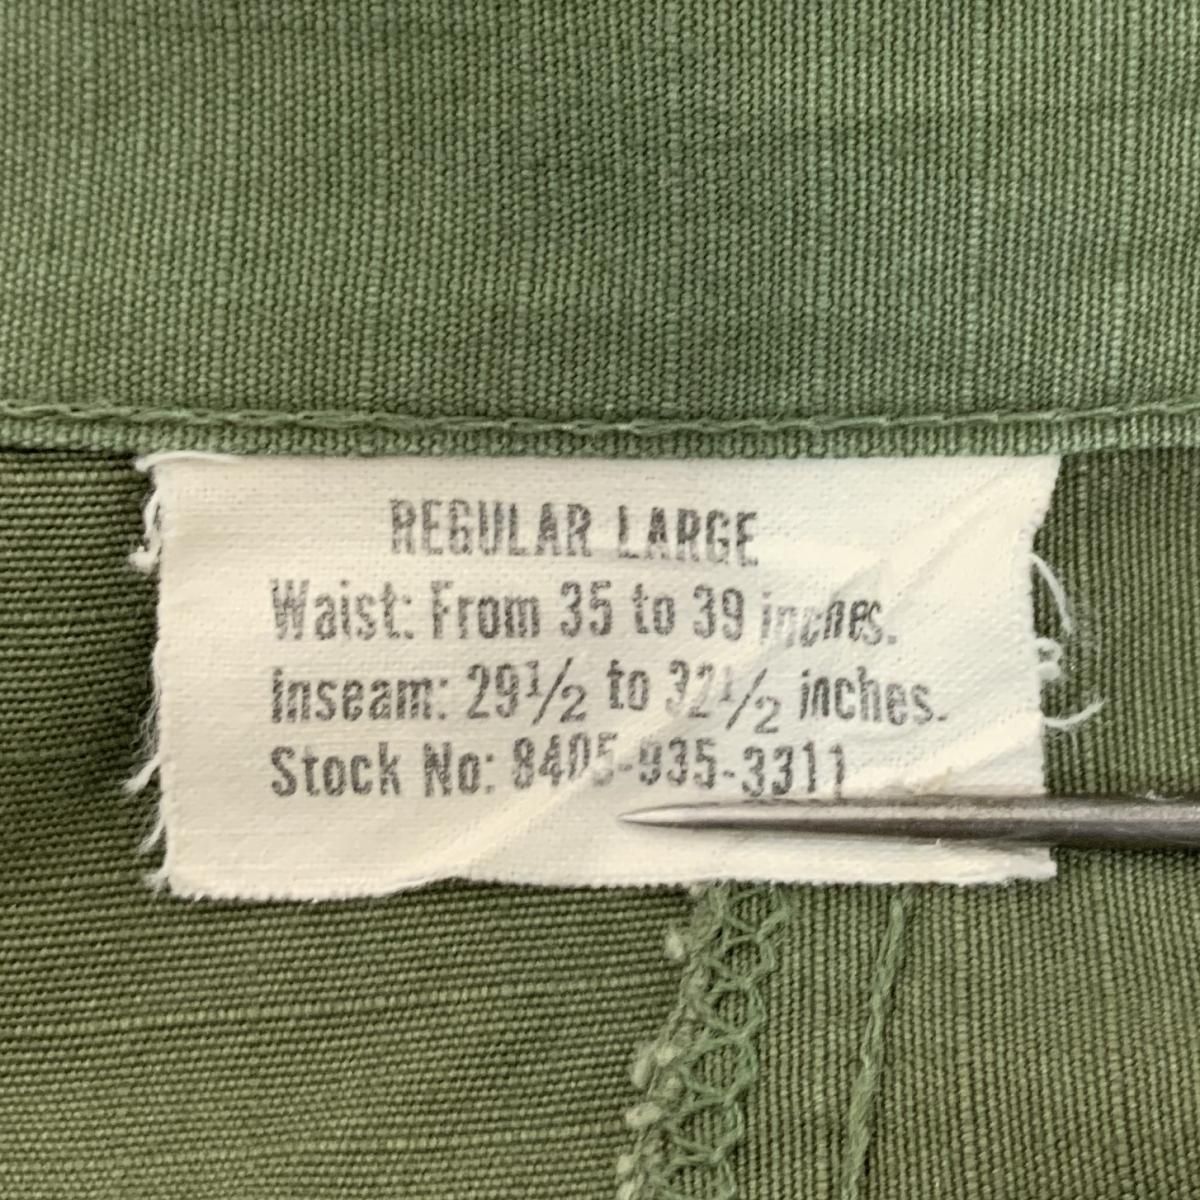 REGULAR LARGE
Waist: From 35 to 39 inches.
Inseam: 29½ to 32½ inches.
Stock No: 8405-935-3311